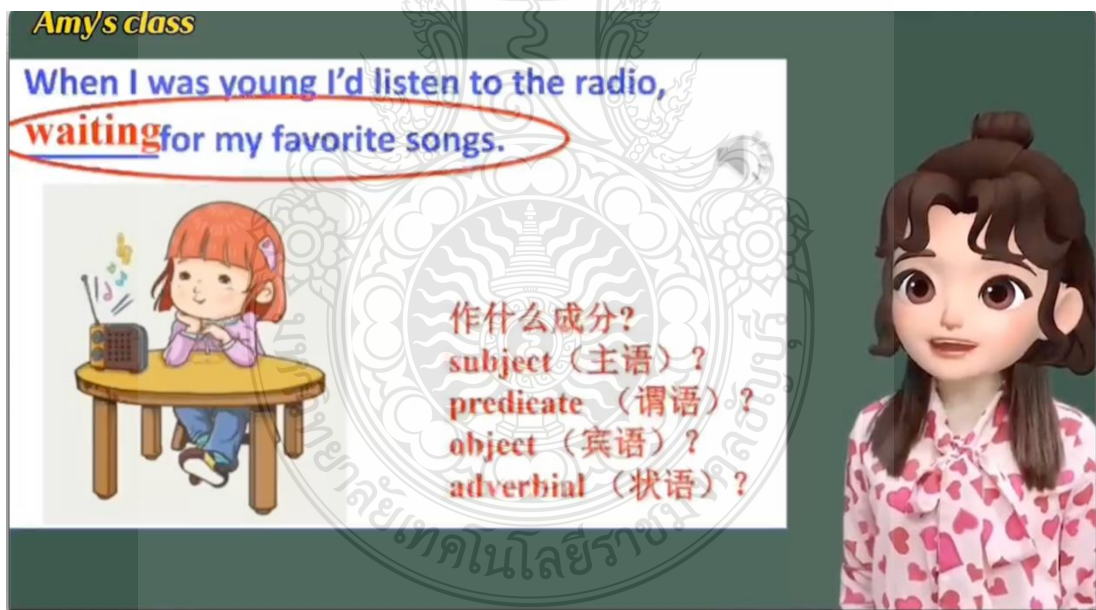 Amy's class
When I was young I'd listen to the radio,
waiting for my favorite songs.
作什么成分?
subject（主语）?
predicate （谓语）?
object （宾语）?
adverbial （状语）?